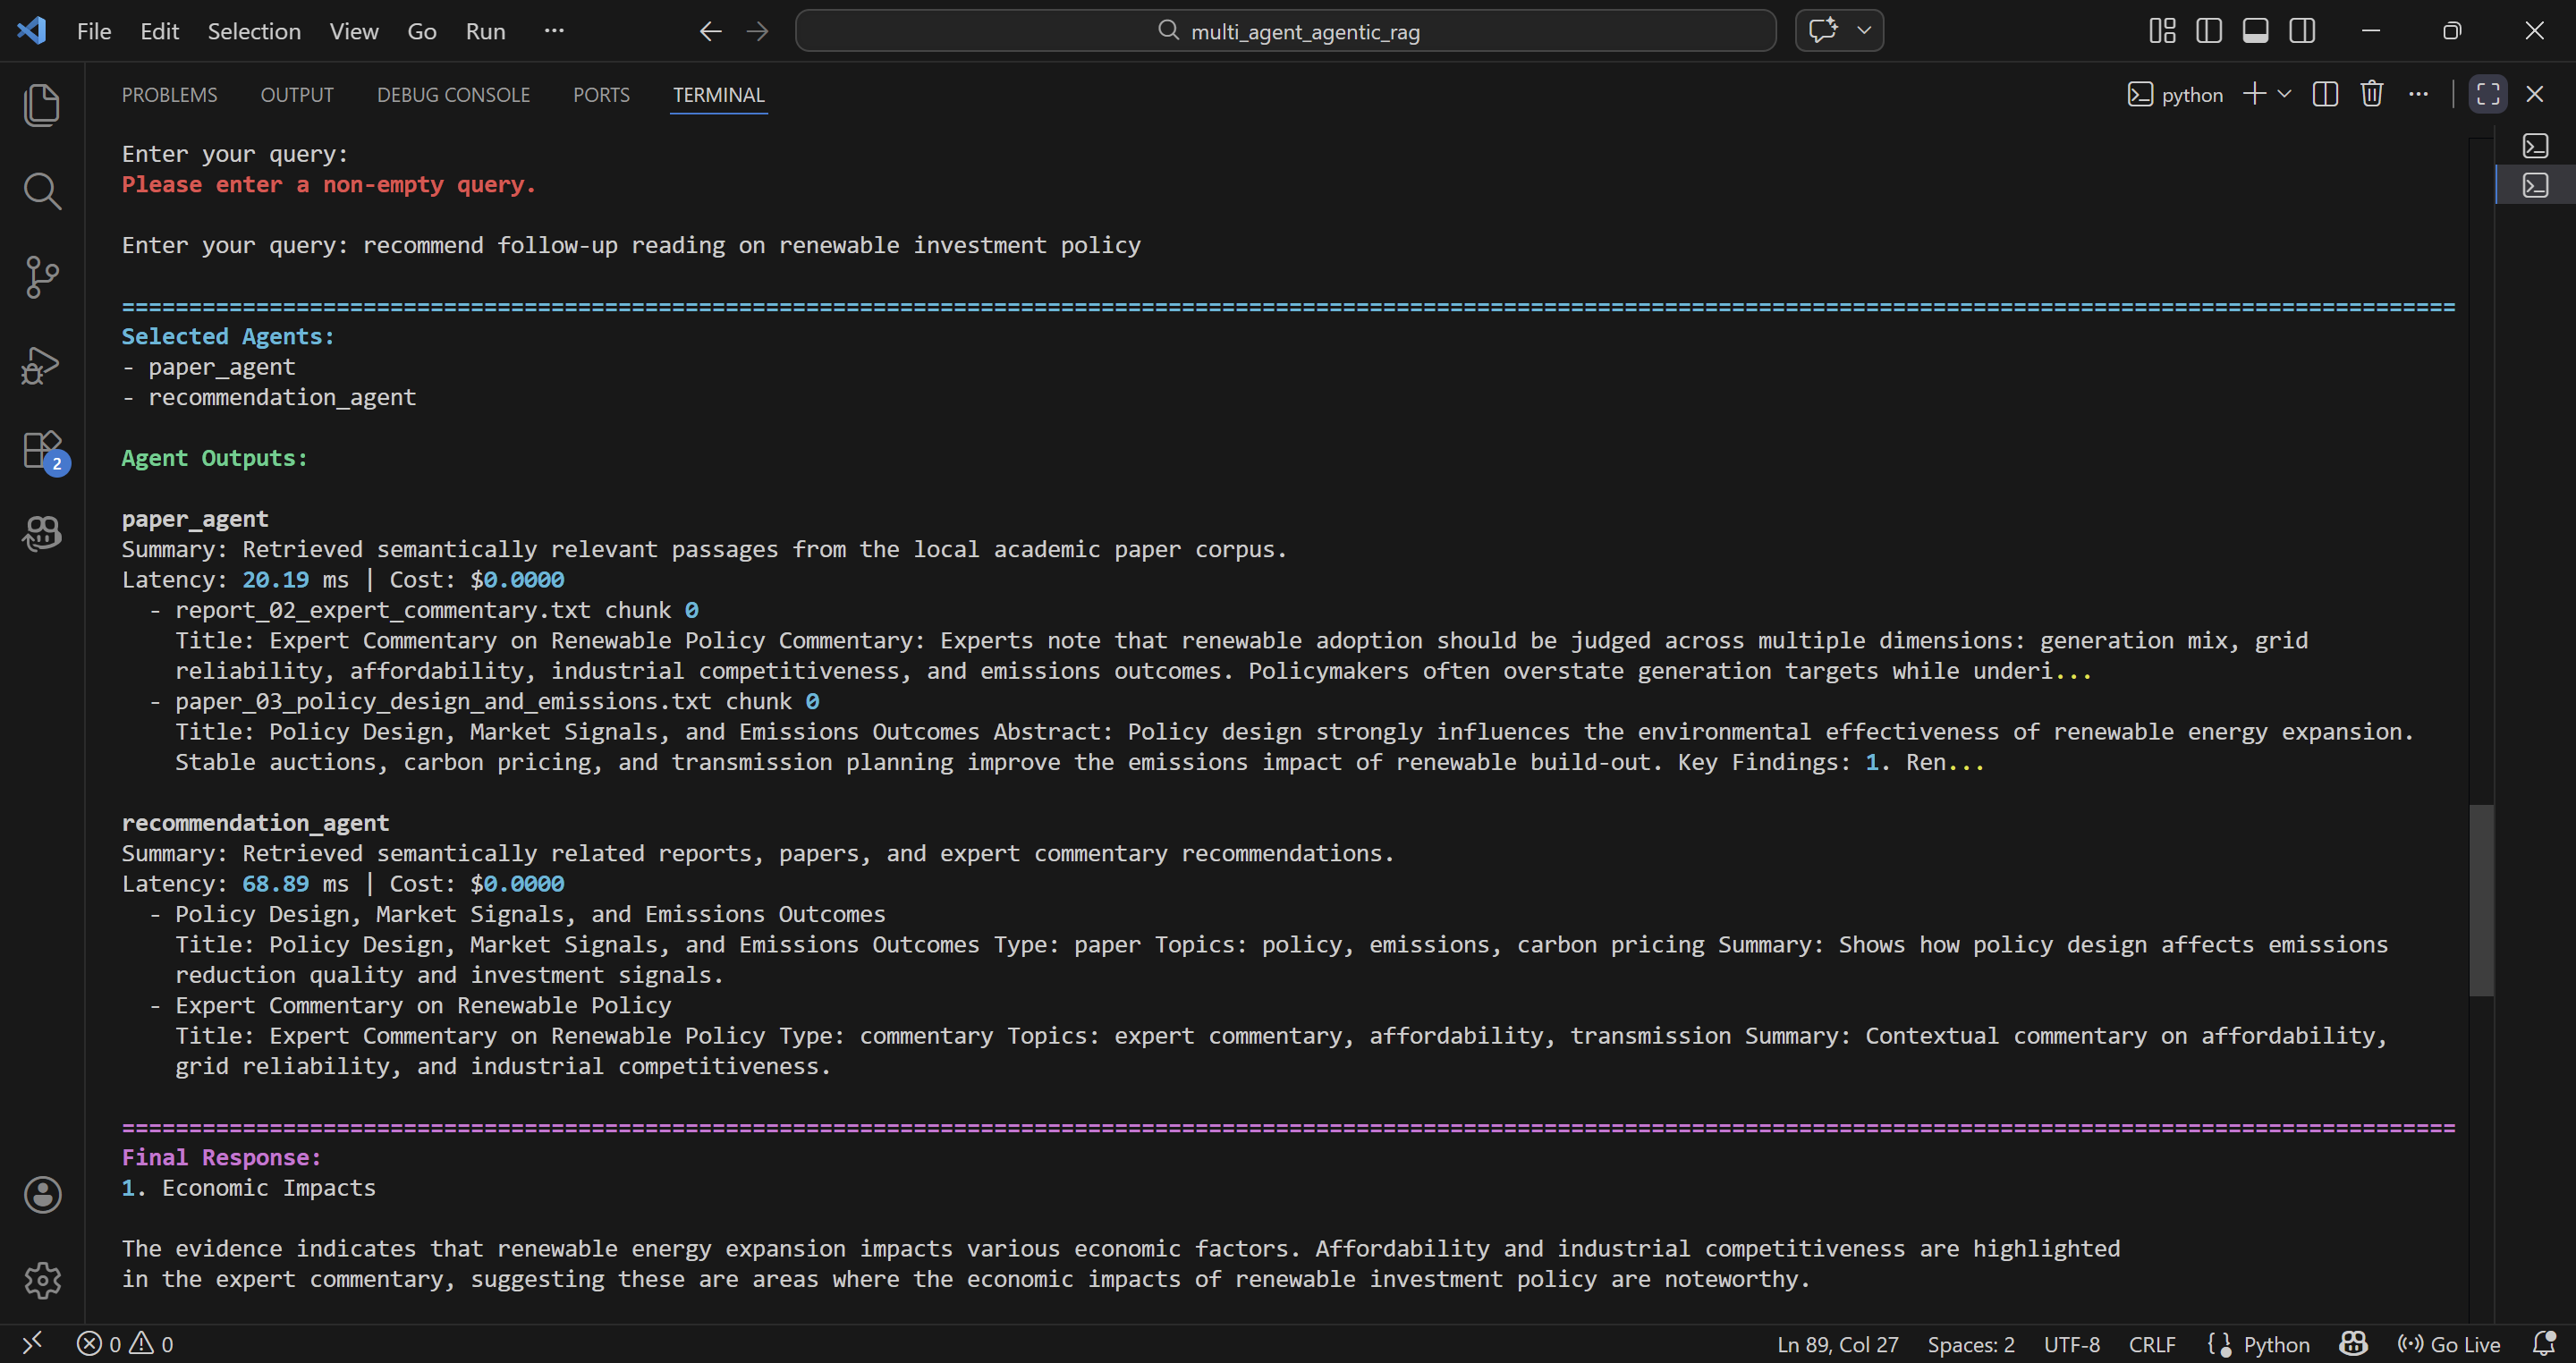 File Edit Selection View Go Run ···
multi_agent_agentic_rag
PROBLEMS OUTPUT DEBUG CONSOLE PORTS TERMINAL
python
Enter your query:
Please enter a non-empty query.
Enter your query: recommend follow-up reading on renewable investment policy
Selected Agents:
- paper_agent
- recommendation_agent
Agent Outputs:
paper_agent
Summary: Retrieved semantically relevant passages from the local academic paper corpus.
Latency: 20.19 ms | Cost: $0.0000
- report_02_expert_commentary.txt chunk 0
Title: Expert Commentary on Renewable Policy Commentary: Experts note that renewable adoption should be judged across multiple dimensions: generation mix, grid
reliability, affordability, industrial competitiveness, and emissions outcomes. Policymakers often overstate generation targets while underi...
- paper_03_policy_design_and_emissions.txt chunk 0
Title: Policy Design, Market Signals, and Emissions Outcomes Abstract: Policy design strongly influences the environmental effectiveness of renewable energy expansion.
Stable auctions, carbon pricing, and transmission planning improve the emissions impact of renewable build-out. Key Findings: 1. Ren...
recommendation_agent
Summary: Retrieved semantically related reports, papers, and expert commentary recommendations.
Latency: 68.89 ms | Cost: $0.0000
- Policy Design, Market Signals, and Emissions Outcomes
Title: Policy Design, Market Signals, and Emissions Outcomes Type: paper Topics: policy, emissions, carbon pricing Summary: Shows how policy design affects emissions
reduction quality and investment signals.
- Expert Commentary on Renewable Policy
Title: Expert Commentary on Renewable Policy Type: commentary Topics: expert commentary, affordability, transmission Summary: Contextual commentary on affordability,
grid reliability, and industrial competitiveness.
Final Response:
1. Economic Impacts
The evidence indicates that renewable energy expansion impacts various economic factors. Affordability and industrial competitiveness are highlighted
in the expert commentary, suggesting these are areas where the economic impacts of renewable investment policy are noteworthy.
2
0 0 Ln 89, Col 27 Spaces: 2 UTF-8 CRLF Python Go Live